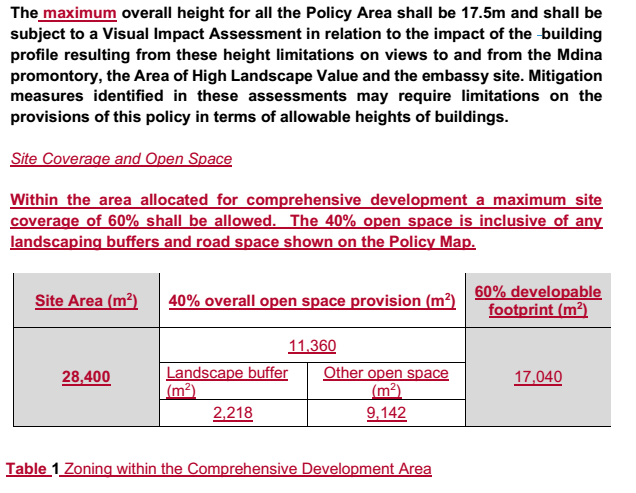 The maximum overall height for all the Policy Area shall be 17.5m and shall be
subject to a Visual Impact Assessment in relation to the impact of the -building
profile resulting from these height limitations on views to and from the Mdina
promontory, the Area of High Landscape Value and the embassy site. Mitigation
measures identified in these assessments may require limitations on the
provisions of this policy in terms of allowable heights of buildings.
Site Coverage and Open Space
Within the area allocated for comprehensive development a maximum site
coverage of 60% shall be allowed. The 40% open space is inclusive of any
landscaping buffers and road space shown on the Policy Map.
Site Area (m²)
40% overall open space provision (m²)
60% developable
footprint (m²)
28,400
11,360
Landscape buffer
(m²)
Other open space
(m²)
2,218
9,142
17,040
Table 1 Zoning within the Comprehensive Development Area